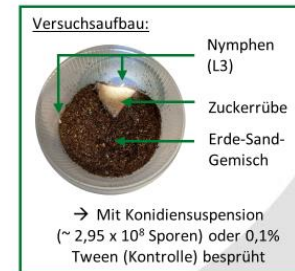 Versuchsaufbau:
Nymphen
(L3)
Zuckerrübe
Erde-Sand-
Gemisch
→ Mit Konidiensuspension
(~ 2,95 x 10⁸ Sporen) oder 0,1%
Tween (Kontrolle) besprüht